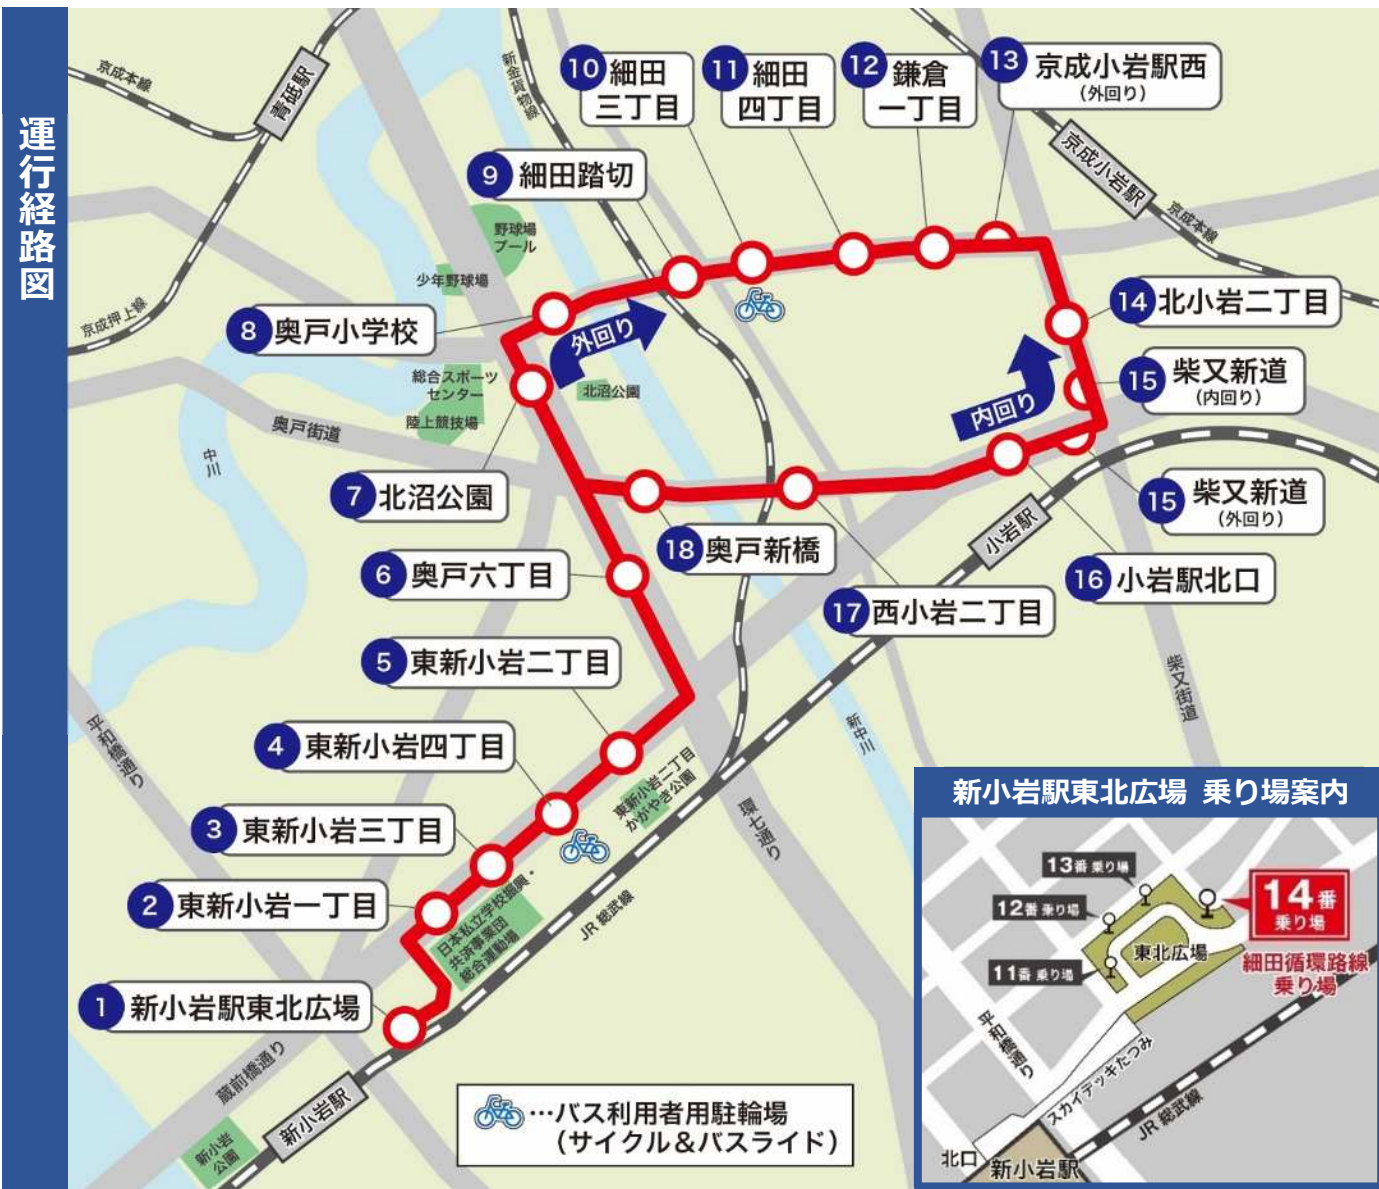 運行経路図
京成本線
青砥駅
新金貨物線
10 細田
三丁目
11 細田
四丁目
12 鎌倉
一丁目
13 京成小岩駅西
(外回り)
京成小岩駅
京成本線
9 細田踏切
野球場
プール
少年野球場
京成押上線
8 奥戸小学校
外回り
14 北小岩二丁目
総合スポーツ
センター
陸上競技場
北沼公園
15 柴又新道
(内回り)
内回り
奥戸街道
中川
7 北沼公園
15 柴又新道
(外回り)
小岩駅
18 奥戸新橋
6 奥戸六丁目
16 小岩駅北口
17 西小岩二丁目
5 東新小岩二丁目
柴又街道
平和橋通り
新中川
4 東新小岩四丁目
東新小岩二丁目
かがやき公園
環七通り
3 東新小岩三丁目
2 東新小岩一丁目
日本私立学校振興・
共済事業団
総合運動場
JR 総武線
1 新小岩駅東北広場
蔵前橋通り
新小岩駅
新小岩
公園
…バス利用者用駐輪場
(サイクル&バスライド)
新小岩駅東北広場 乗り場案内
13番 乗り場
12番 乗り場
14番
乗り場
11番 乗り場
東北広場
細田循環路線
乗り場
平和橋通り
スカイデッキたつみ
JR 総武線
北口
新小岩駅